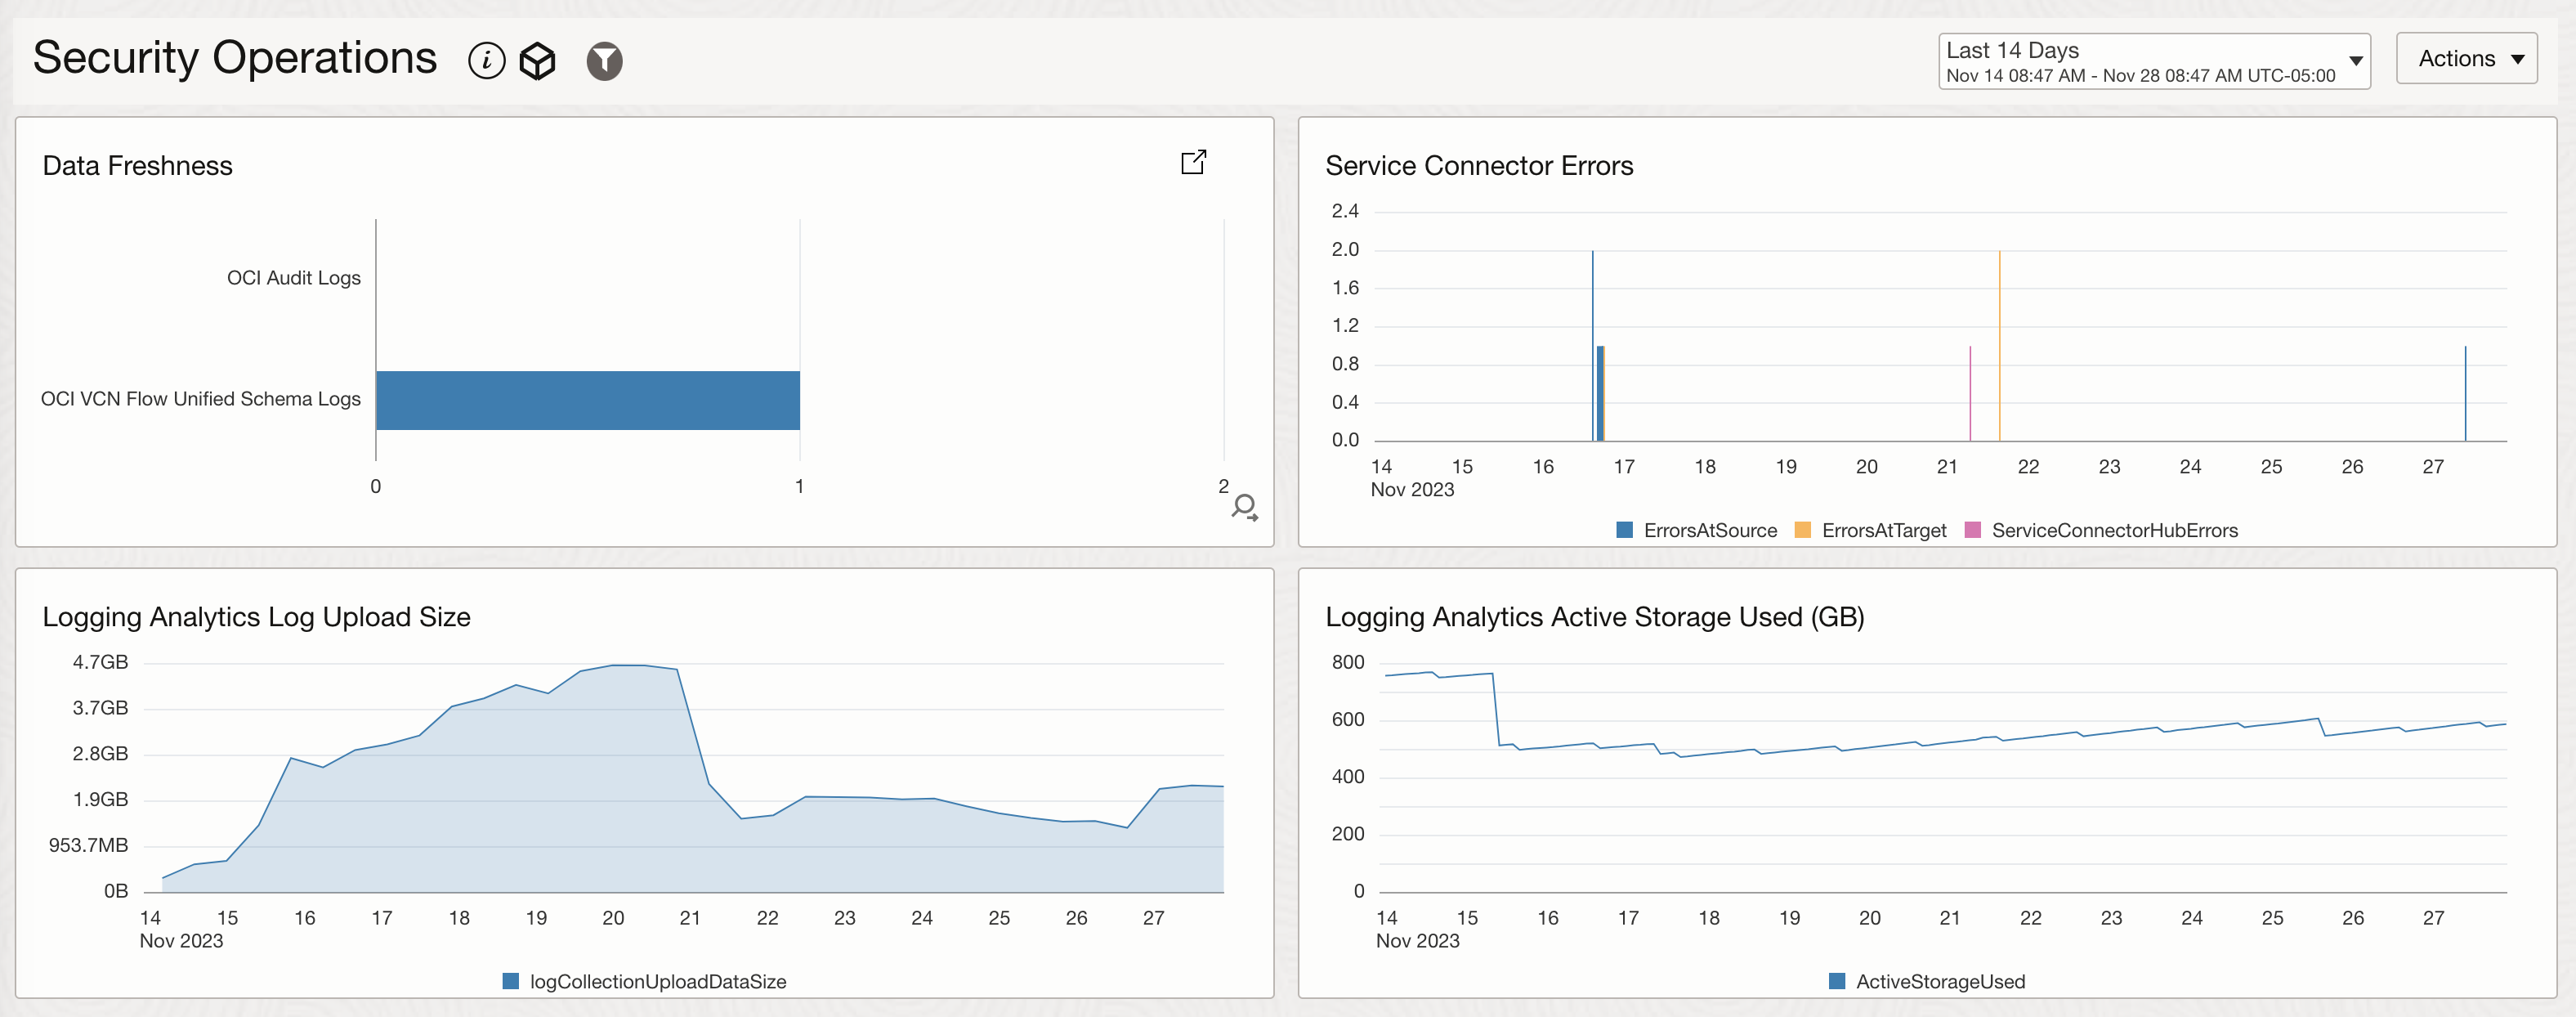 Security Operations
Last 14 Days
Nov 14 08:47 AM - Nov 28 08:47 AM UTC-05:00
Actions
Data Freshness
OCI Audit Logs
OCI VCN Flow Unified Schema Logs
0 1 2
Service Connector Errors
2.4
2.0
1.6
1.2
0.8
0.4
0.0
14 15 16 17 18 19 20 21 22 23 24 25 26 27
Nov 2023
ErrorsAtSource ErrorsAtTarget ServiceConnectorHubErrors
Logging Analytics Log Upload Size
4.7GB
3.7GB
2.8GB
1.9GB
953.7MB
0B
14 15 16 17 18 19 20 21 22 23 24 25 26 27
Nov 2023
logCollectionUploadDataSize
Logging Analytics Active Storage Used (GB)
800
600
400
200
0
14 15 16 17 18 19 20 21 22 23 24 25 26 27
Nov 2023
ActiveStorageUsed